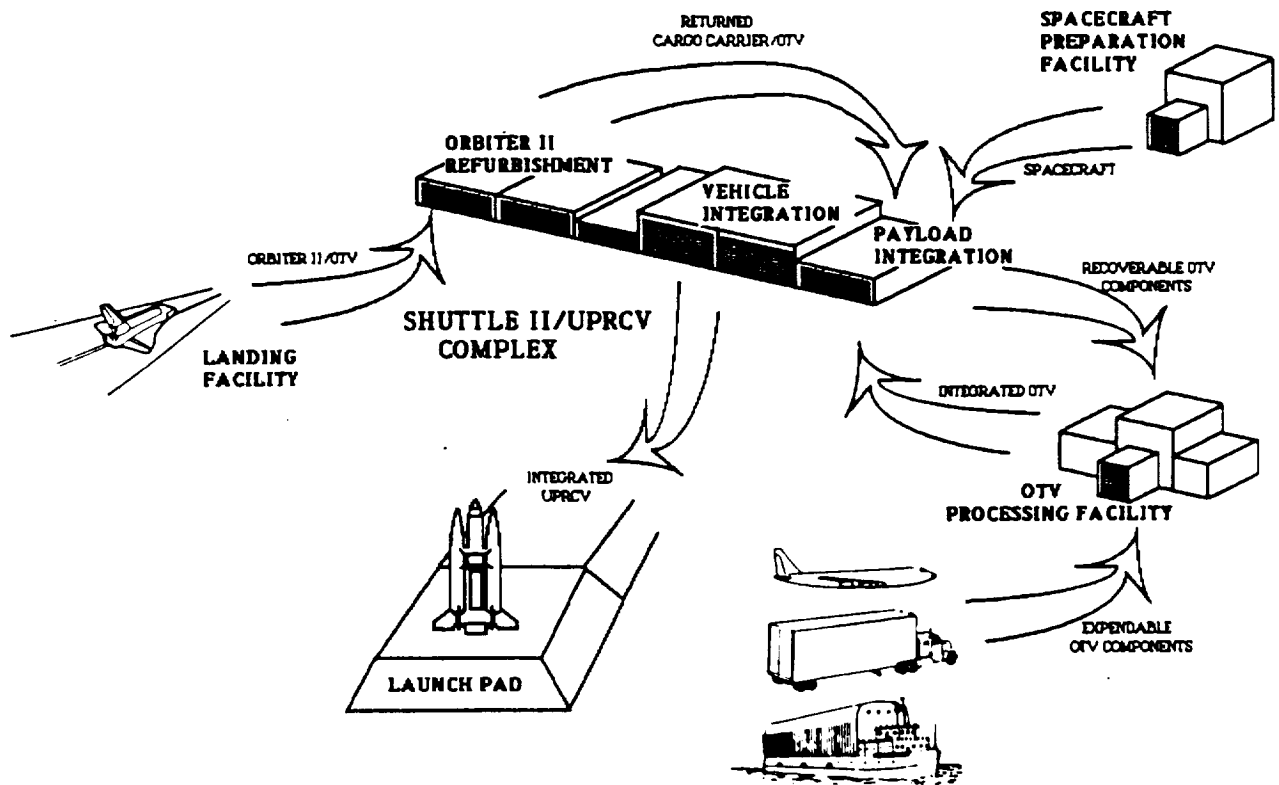 RETURNED
CARGO CARRIER/OTV
SPACECRAFT
PREPARATION
FACILITY
ORBITER II
REFURBISHMENT
VEHICLE
INTEGRATION
SPACECRAFT
PAYLOAD
INTEGRATION
ORBITER II/OTV
RECOVERABLE OTV
COMPONENTS
SHUTTLE II/UPRCV
COMPLEX
LANDING
FACILITY
INTEGRATED OTV
INTEGRATED
UPRCV
OTV
PROCESSING FACILITY
EXPENDABLE
OTV COMPONENTS
LAUNCH PAD